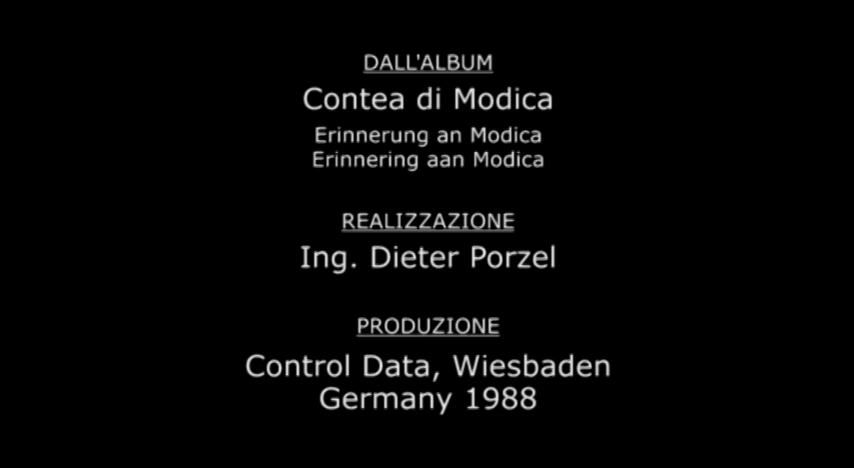 DALL'ALBUM
Contea di Modica
Erinnerung an Modica
Erinnering aan Modica
REALIZZAZIONE
Ing. Dieter Porzel
PRODUZIONE
Control Data, Wiesbaden
Germany 1988